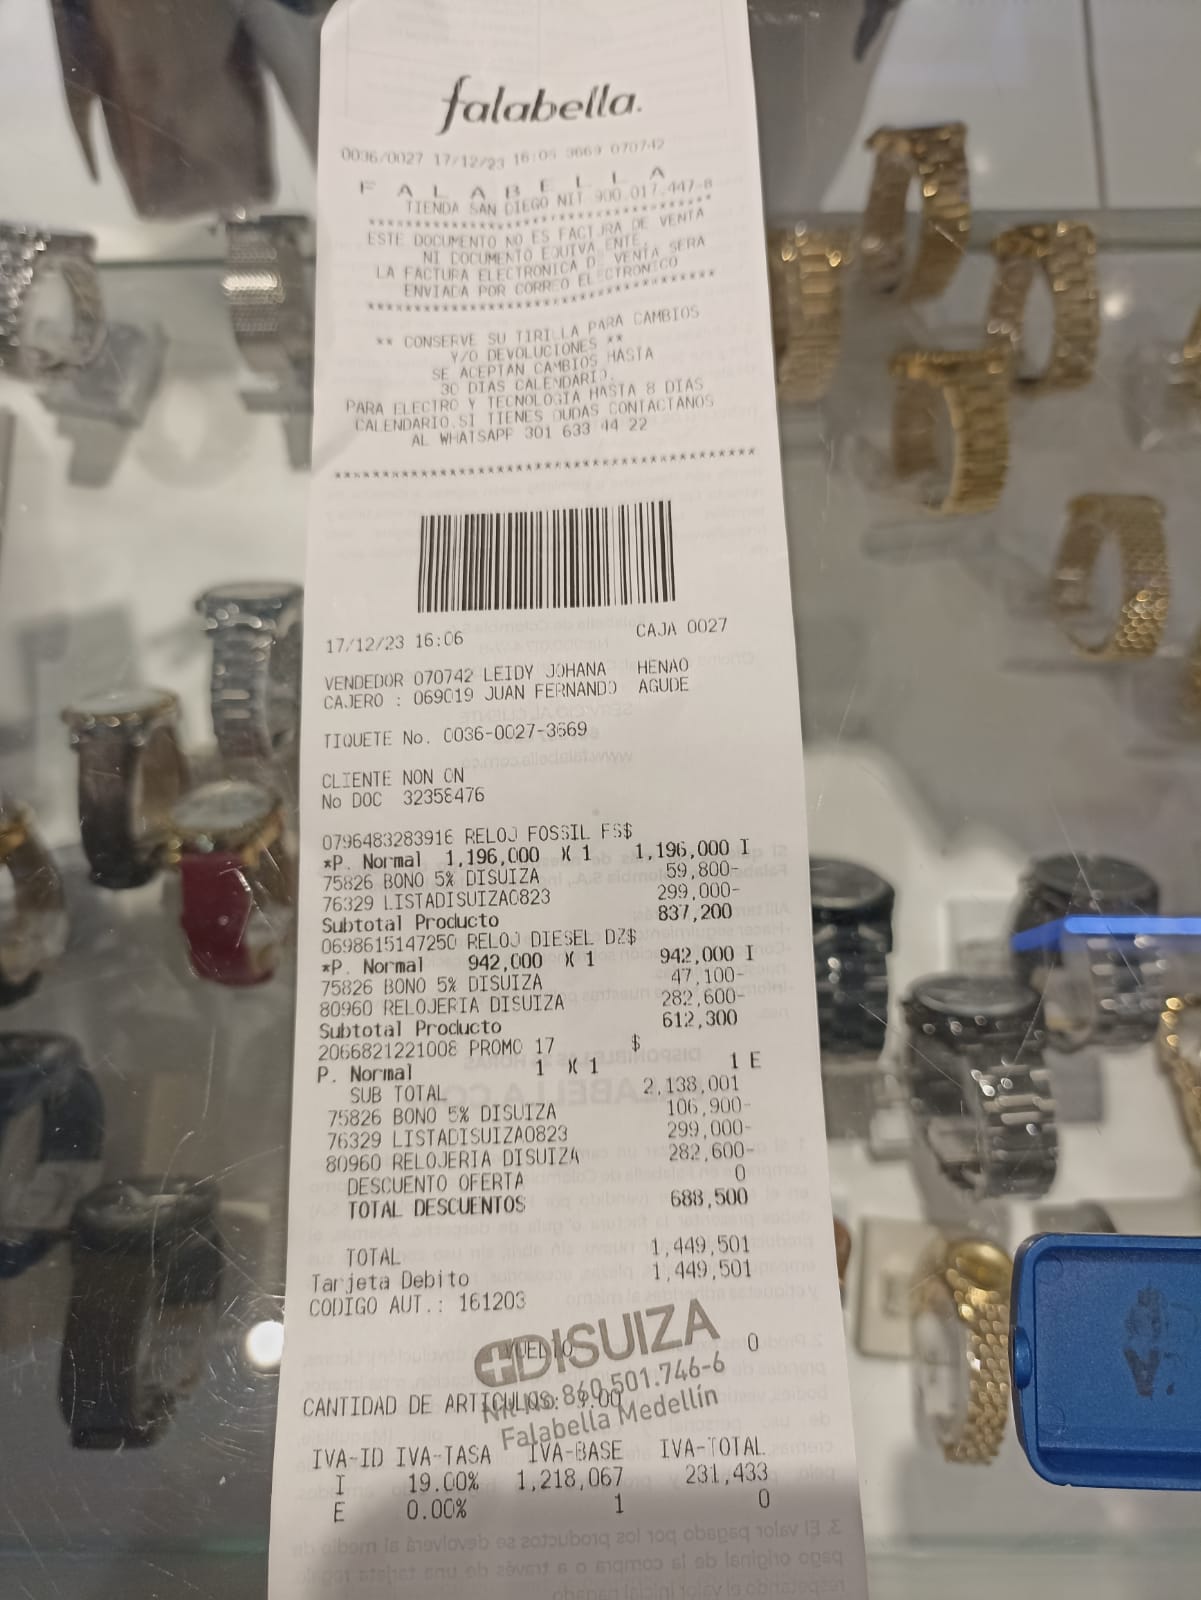 falabella.
0036/0027 17/12/23 16:05 3669 070742
F A L A B E L L A
TIENDA SAN DIEGO NIT 900.017.447-8
************************************
ESTE DOCUMENTO NO ES FACTURA DE VENTA
NI DOCUMENTO EQUIVA ENTE,
LA FACTURA ELECTRONICA D VENTA SERA
ENVIADA POR CORREO ELECTRONICO
************************************
** CONSERVE SU TIRILLA PARA CAMBIOS
Y/O DEVOLUCIONES **
SE ACEPTAN CAMBIOS HASTA
30 DIAS CALENDARIO.
PARA ELECTRO Y TECNOLOGIA HASTA 8 DIAS
CALENDARIO.SI TIENES DUDAS CONTACTANOS
AL WHATSAPP 301 633 44 22
********************************************
17/12/23 16:06 CAJA 0027
VENDEDOR 070742 LEIDY JOHANA HENAO
CAJERO : 069019 JUAN FERNANDO AGUDE
TIQUETE No. 0036-0027-3669
CLIENTE NON ON
No DOC 32358476
0796483283916 RELOJ FOSSIL FS$
*P. Normal 1,196,000 X 1 1,196,000 I
75826 BONO 5% DISUIZA 59,800-
76329 LISTADISUIZA0823 299,000-
Subtotal Producto 837,200
0698615147250 RELOJ DIESEL DZ$
*P. Normal 942,000 X 1 942,000 I
75826 BONO 5% DISUIZA 47,100-
80960 RELOJERIA DISUIZA 282,600-
Subtotal Producto 612,300
2066821221008 PROMO 17 $
P. Normal 1 X 1 1 E
SUB TOTAL 2,138,001
75826 BONO 5% DISUIZA 106,900-
76329 LISTADISUIZA0823 299,000-
80960 RELOJERIA DISUIZA 282,600-
DESCUENTO OFERTA 0
TOTAL DESCUENTOS 688,500
TOTAL 1,449,501
Tarjeta Debito 1,449,501
CODIGO AUT.: 161203
DISUIZA
VUELTO 0
Nit. No. 860.501.746-6
CANTIDAD DE ARTICULOS:
Falabella Medellín
IVA-ID IVA-TASA IVA-BASE IVA-TOTAL
I 19.00% 1,218,067 231,433
E 0.00% 1 0